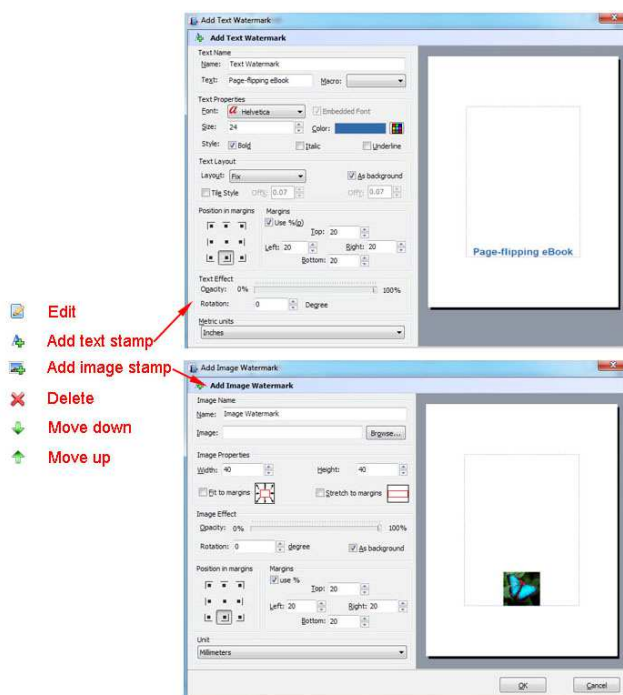 Add Text Watermark
Add Text Watermark
Text Name
Name: Text Watermark
Text: Page-flipping eBook Macro:
Text Properties
Font: a Helvetica Embedded Font
Size: 24 Color:
Style: Bold Italic Underline
Text Layout
Layout: Fix As background
Tile Style OffX: 0.07 OffY: 0.07
Position in margins Margins
Use %(p)
Top: 20
Left: 20 Right: 20
Bottom: 20
Text Effect
Opacity: 0% 100%
Rotation: 0 Degree
Metric units
Inches
Page-flipping eBook
Edit
Add text stamp
Add image stamp
Delete
Move down
Move up
Add Image Watermark
Add Image Watermark
Image Name
Name: Image Watermark
Image: Browse...
Image Properties
Width: 40 Height: 40
Fit to margins Stretch to margins
Image Effect
Opacity: 0% 100%
Rotation: 0 degree As background
Position in margins Margins
use %
Top: 20
Left: 20 Right: 20
Bottom: 20
Unit
Millimeters
OK Cancel